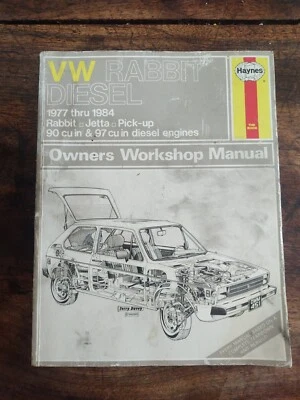 VW RABBIT
DIESEL
Haynes
1977 thru 1984
Rabbit □ Jetta □ Pick-up
90 cu in & 97 cu in diesel engines
Owners Workshop Manual